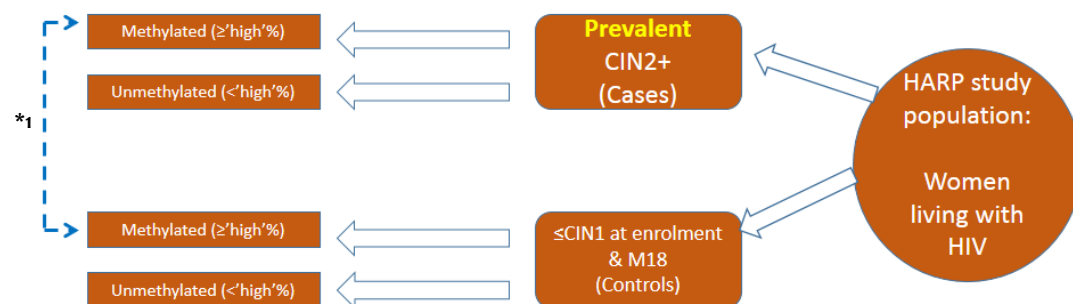 Methylated (≥'high'%)
Unmethylated (<'high'%)
*1
Methylated (≥'high'%)
Unmethylated (<'high'%)
Prevalent
CIN2+
(Cases)
≤CIN1 at enrolment
& M18
(Controls)
HARP study
population:
Women
living with
HIV